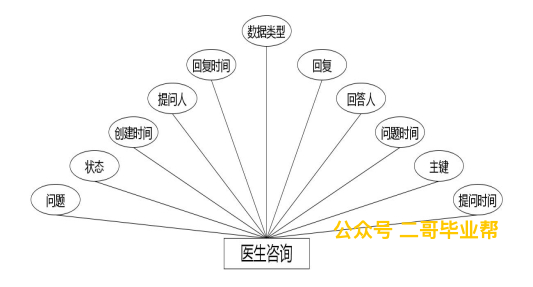 数据类型
回复时间
回复
提问人
回答人
创建时间
问题时间
状态
主键
问题
提问时间
公众号 二哥毕业帮
医生咨询